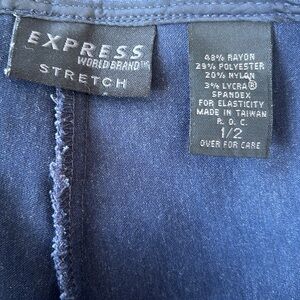 EXPRESS
WORLD BRAND™
STRETCH
48% RAYON
29% POLYESTER
20% NYLON
3% LYCRA®
SPANDEX
FOR ELASTICITY
MADE IN TAIWAN
R. O. C.
1/2
OVER FOR CARE